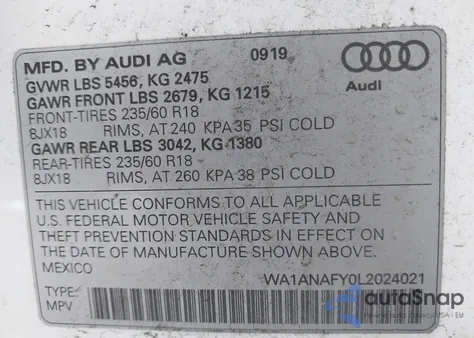 MFD. BY AUDI AG 0919
GVWR LBS 5456, KG 2475
GAWR FRONT LBS 2679, KG 1215
FRONT-TIRES 235/60 R18
8JX18 RIMS, AT 240 KPA 35 PSI COLD
GAWR REAR LBS 3042, KG 1380
REAR-TIRES 235/60 R18
8JX18 RIMS, AT 260 KPA 38 PSI COLD
Audi
THIS VEHICLE CONFORMS TO ALL APPLICABLE
U.S. FEDERAL MOTOR VEHICLE SAFETY AND
THEFT PREVENTION STANDARDS IN EFFECT ON
THE DATE OF MANUFACTURE SHOWN ABOVE.
MEXICO WA1ANAFY0L2024021
TYPE:
MPV
autoSnap